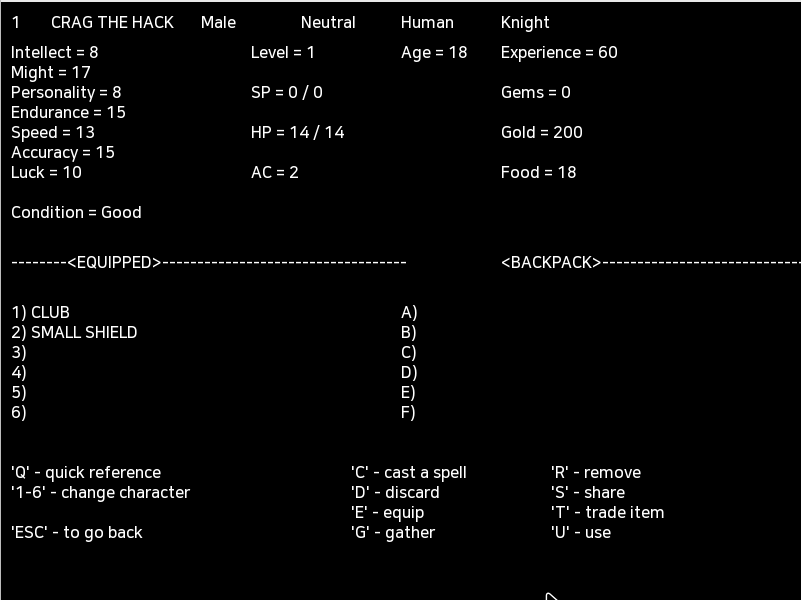 1 CRAG THE HACK Male Neutral Human Knight
Intellect = 8 Level = 1 Age = 18 Experience = 60
Might = 17
Personality = 8 SP = 0 / 0 Gems = 0
Endurance = 15
Speed = 13 HP = 14 / 14 Gold = 200
Accuracy = 15
Luck = 10 AC = 2 Food = 18
Condition = Good
--------<EQUIPPED>----------------------------------- <BACKPACK>-----------------------------
1) CLUB A)
2) SMALL SHIELD B)
3) C)
4) D)
5) E)
6) F)
'Q' - quick reference 'C' - cast a spell 'R' - remove
'1-6' - change character 'D' - discard 'S' - share
'E' - equip 'T' - trade item
'ESC' - to go back 'G' - gather 'U' - use